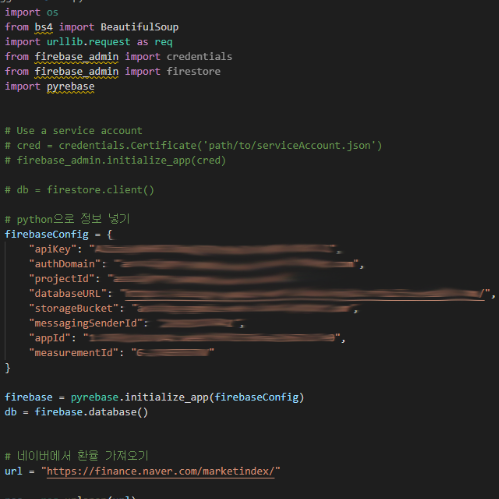 import os
from bs4 import BeautifulSoup
import urllib.request as req
from firebase_admin import credentials
from firebase_admin import firestore
import pyrebase
# Use a service account
# cred = credentials.Certificate('path/to/serviceAccount.json')
# firebase_admin.initialize_app(cred)
# db = firestore.client()
# python으로 정보 넣기
firebaseConfig = {
"apiKey": "
"authDomain": " ",
"projectId": "
"databaseURL": " /",
"storageBucket": " ",
"messagingSenderId": " ",
"appId": " ",
"measurementId": "G "
}
firebase = pyrebase.initialize_app(firebaseConfig)
db = firebase.database()
# 네이버에서 환율 가져오기
url = "https://finance.naver.com/marketindex/"